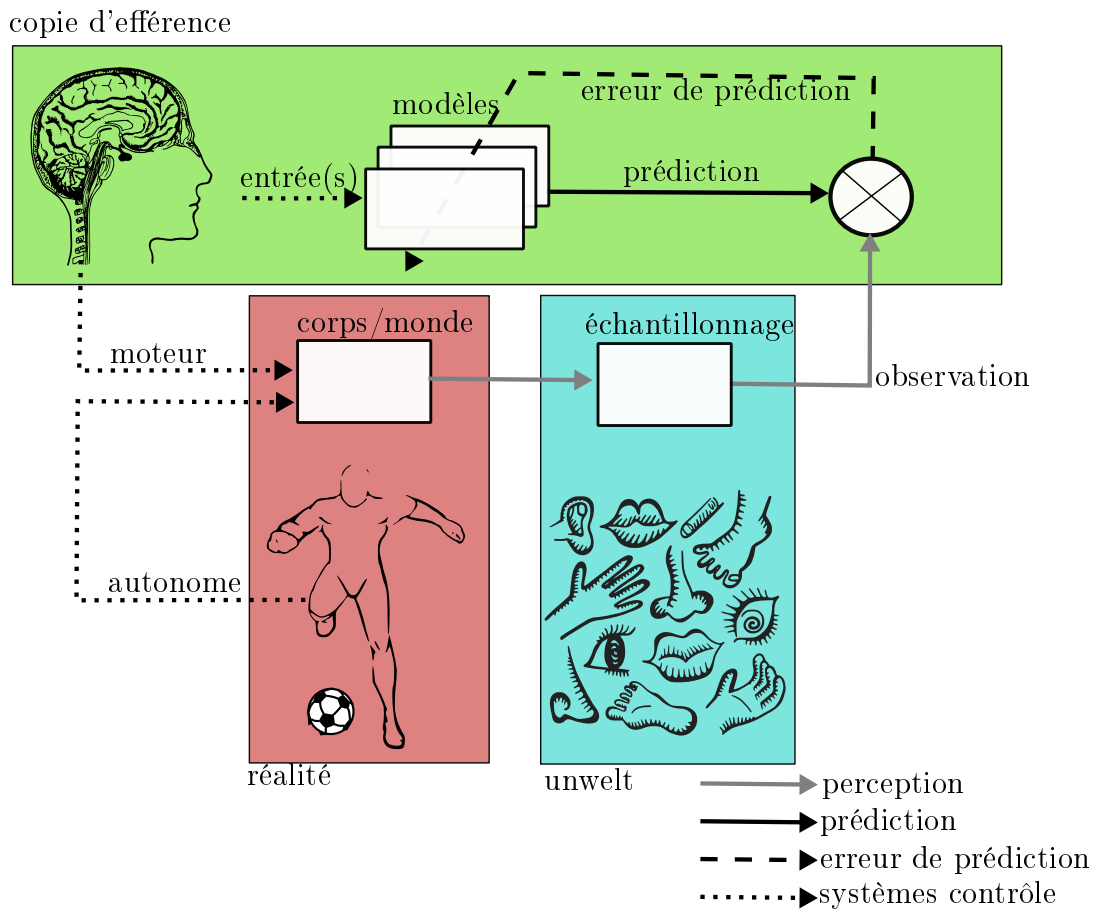 copie d'efférence
modèles
erreur de prédiction
entrée(s)
prédiction
corps/monde
échantillonnage
moteur
observation
autonome
réalité
unwelt
perception
prédiction
erreur de prédiction
systèmes contrôle